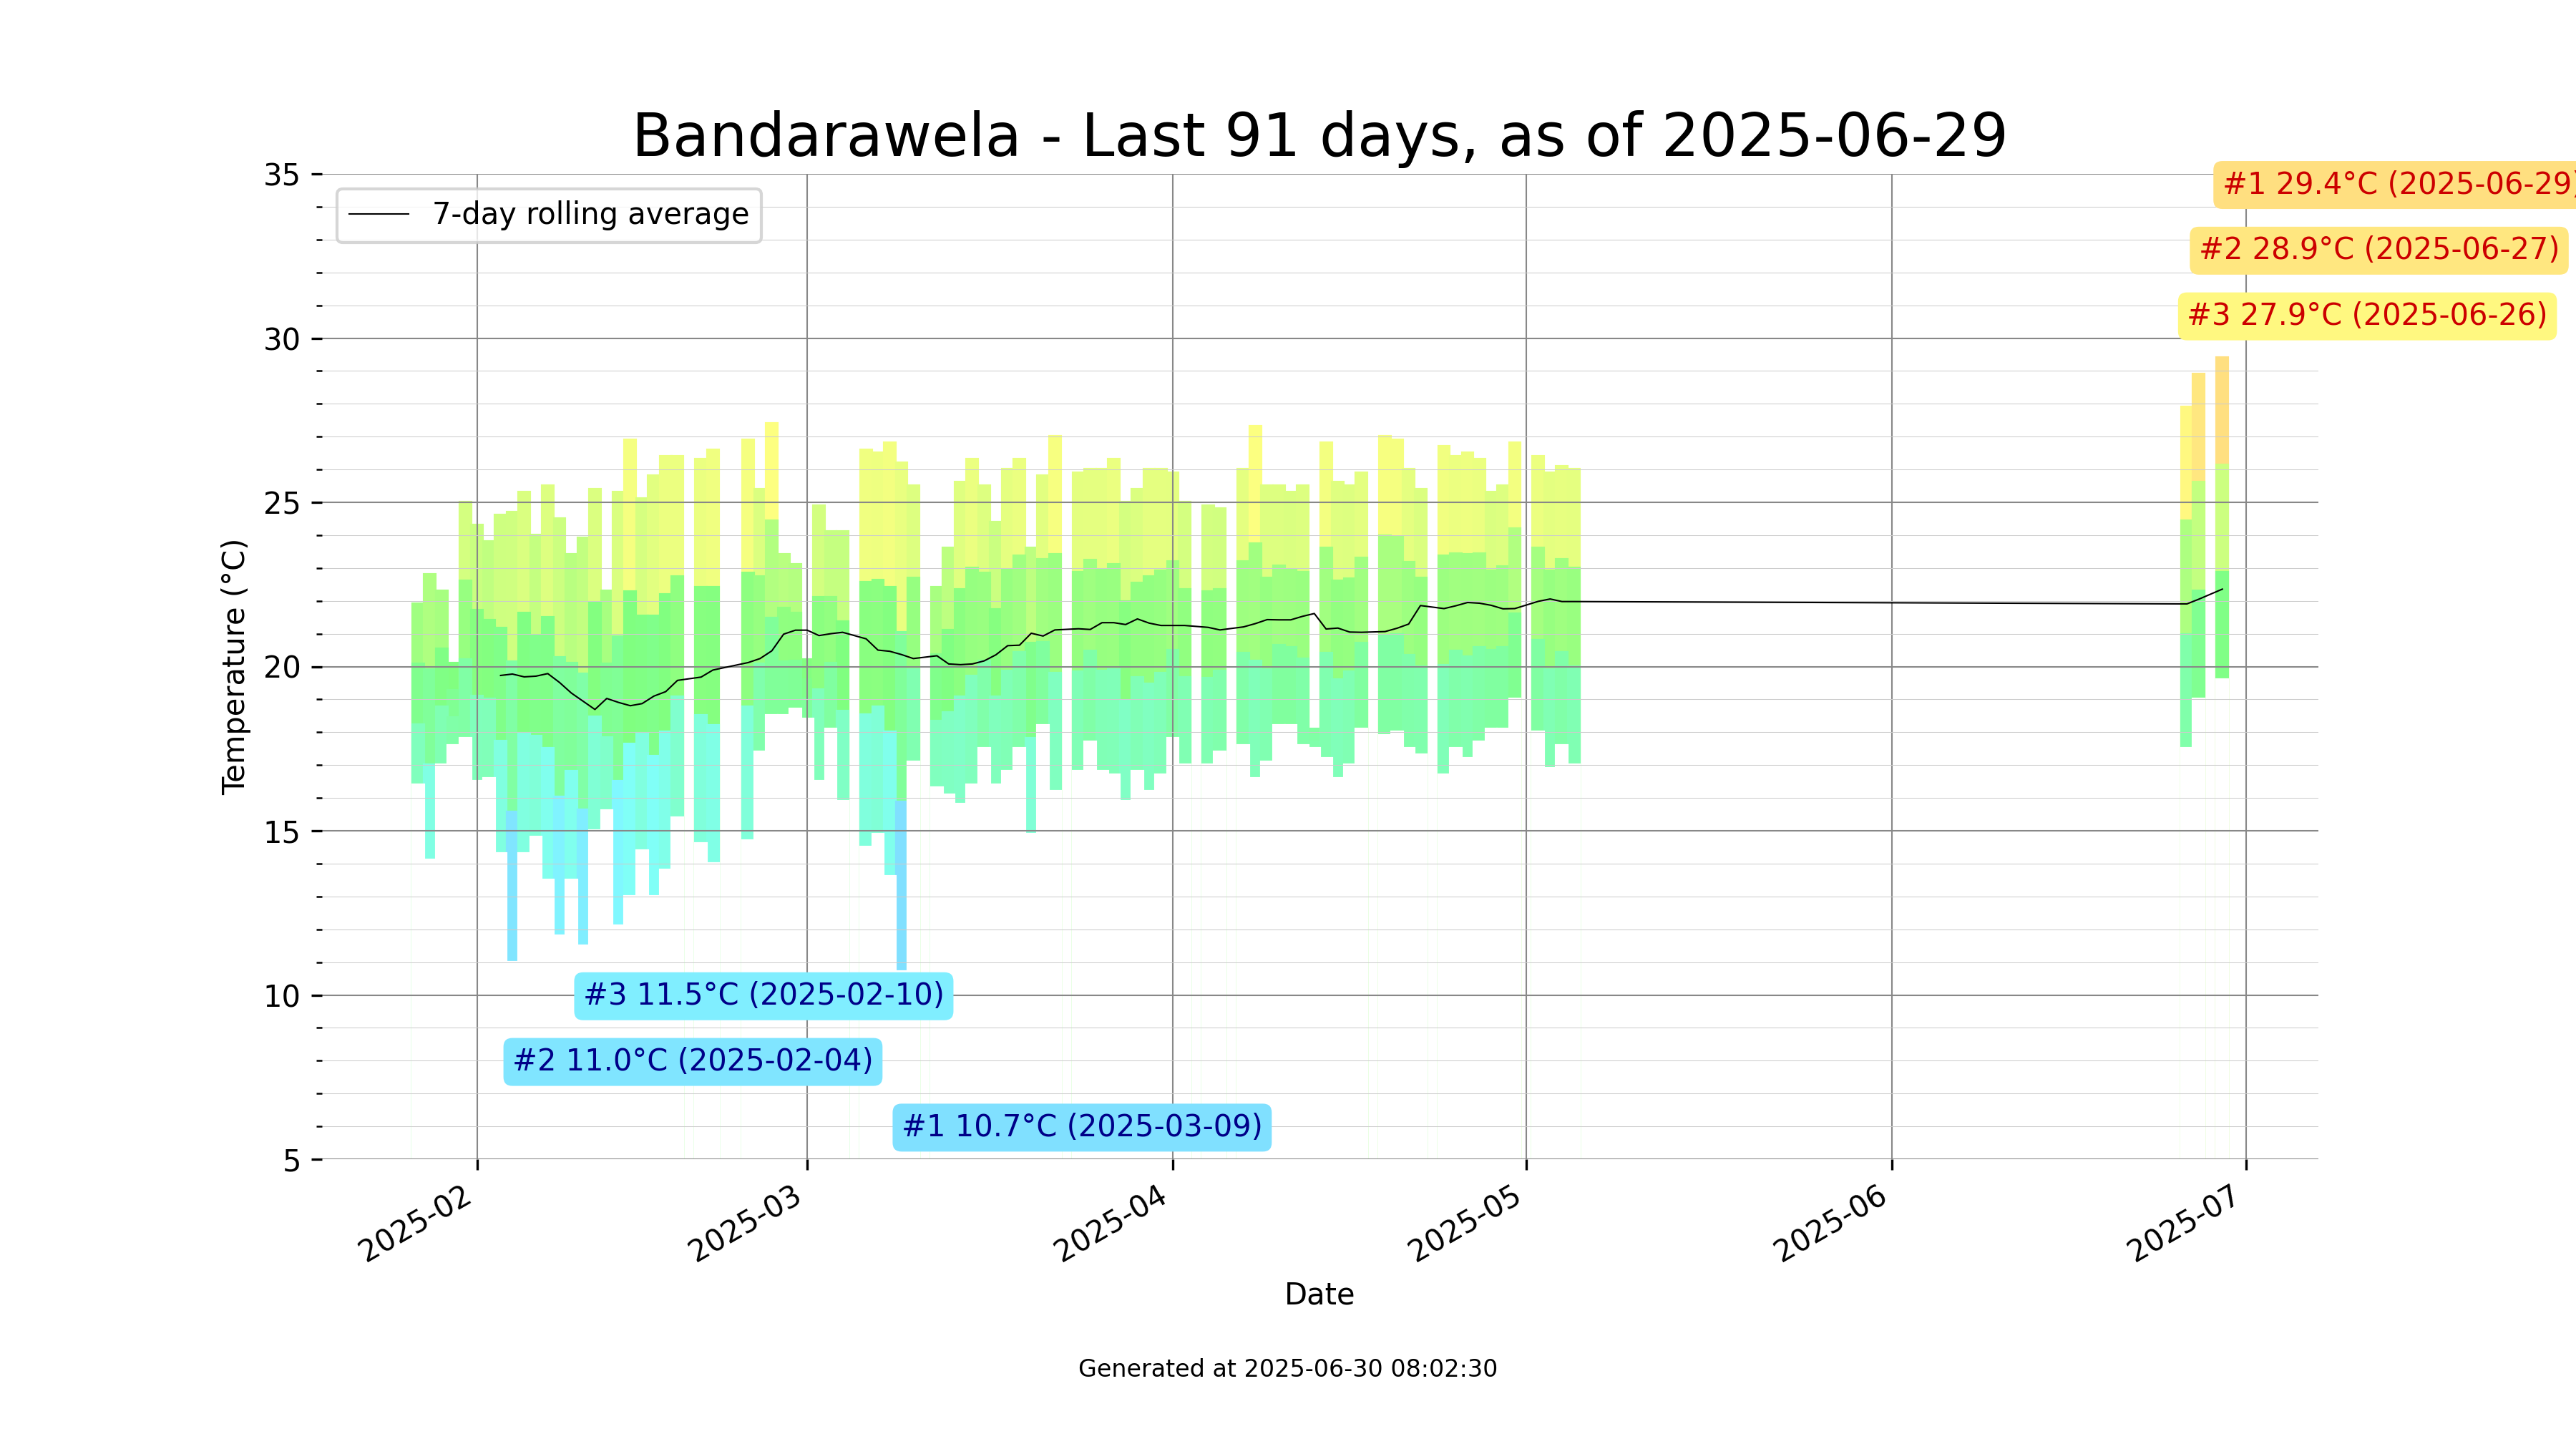 Bandarawela - Last 91 days, as of 2025-06-29
35
30
25
20
15
10
5
Temperature (°C)
7-day rolling average
#1 29.4°C (2025-06-29)
#2 28.9°C (2025-06-27)
#3 27.9°C (2025-06-26)
#3 11.5°C (2025-02-10)
#2 11.0°C (2025-02-04)
#1 10.7°C (2025-03-09)
2025-02
2025-03
2025-04
2025-05
2025-06
2025-07
Date
Generated at 2025-06-30 08:02:30